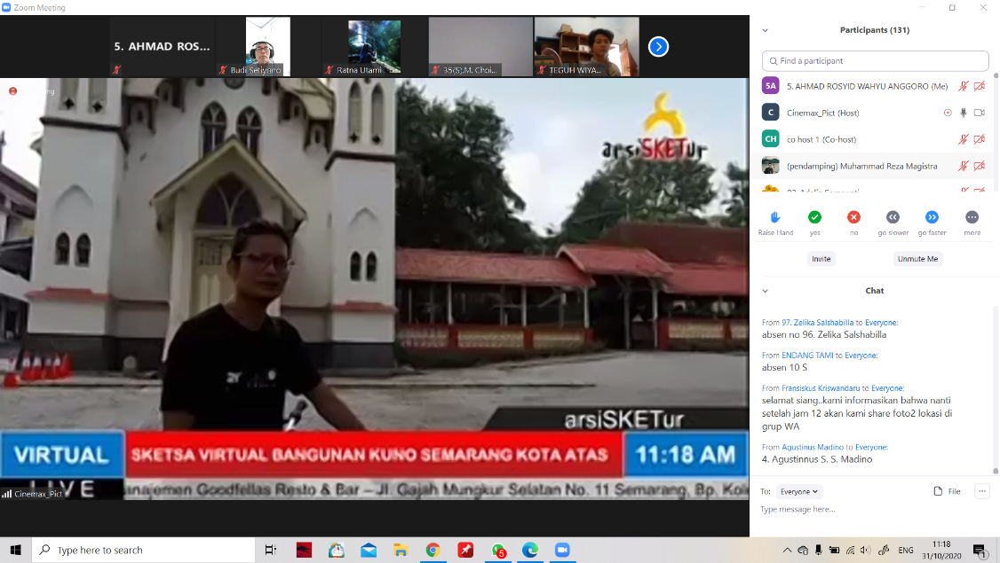 Zoom Meeting
5. AHMAD ROS...
Budi Setiyono
Ratna Utami
35(S).M. Choi...
TEGUH WIYA...
arsiSKETur
arsiSKETur
VIRTUAL
SKETSA VIRTUAL BANGUNAN KUNO SEMARANG KOTA ATAS
11:18 AM
LIVE
anajemen Goodfellas Resto & Bar – Jl. Gajah Mungkur Selatan No. 11 Semarang, Bp. Kol
Cinemax_Pict
Participants (131)
Find a participant
5A 5. AHMAD ROSYID WAHYU ANGGORO (Me)
C Cinemax_Pict (Host)
CH co host 1 (Co-host)
(pendamping) Muhammad Reza Magistra
Raise Hand yes no go slower go faster more
Invite Unmute Me
Chat
From 97. Zelika Salshabilla to Everyone:
absen no 96. Zelika Salshabilla
From ENDANG TAMI to Everyone:
absen 10 S
From Fransiskus Kriswandaru to Everyone:
selamat siang..kami informasikan bahwa nanti
setelah jam 12 akan kami share foto2 lokasi di
grup WA
From Agustinus Madino to Everyone:
4. Agustinnus S. S. Madino
To: Everyone File
Type message here...
Type here to search
5
ENG
11:18
31/10/2020
1